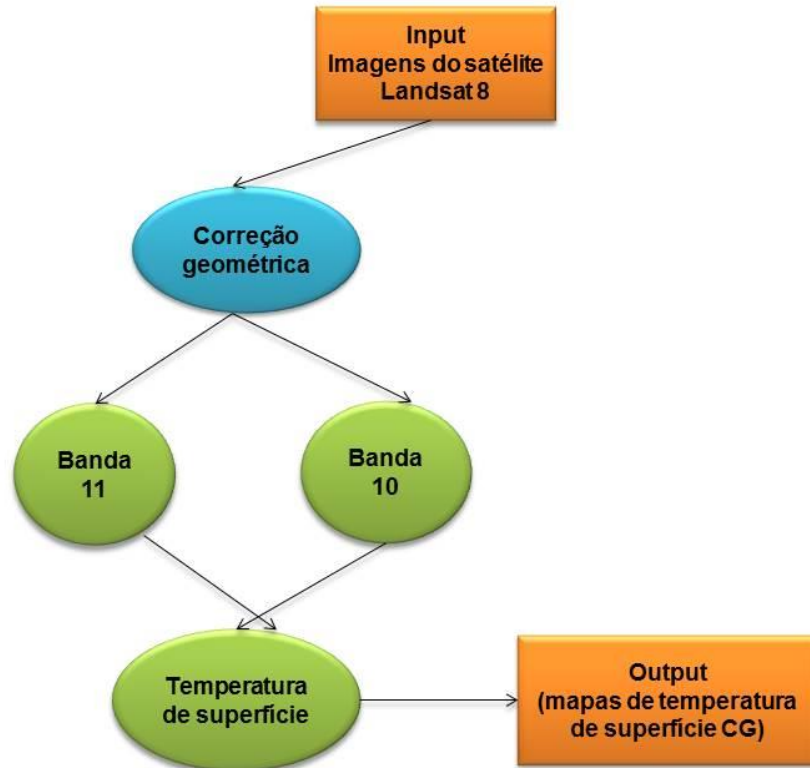 Input
Imagens do satélite
Landsat 8
Correção
geométrica
Banda
11
Banda
10
Temperatura
de superfície
Output
(mapas de temperatura
de superfície CG)